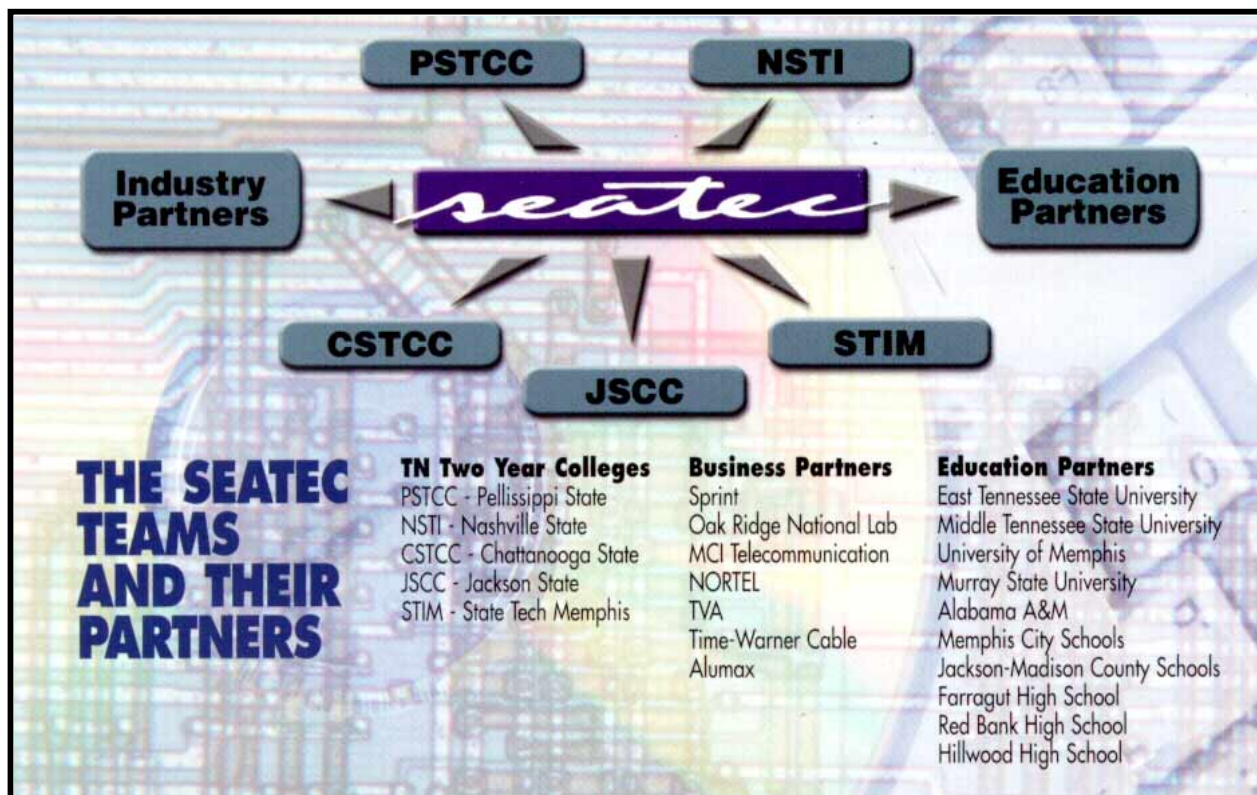 PSTCC
NSTI
Industry
Partners
seatec
Education
Partners
CSTCC
STIM
JSCC
THE SEATEC
TEAMS
AND THEIR
PARTNERS
TN Two Year Colleges
PSTCC - Pellissippi State
NSTI - Nashville State
CSTCC - Chattanooga State
JSCC - Jackson State
STIM - State Tech Memphis
Business Partners
Sprint
Oak Ridge National Lab
MCI Telecommunication
NORTEL
TVA
Time-Warner Cable
Alumax
Education Partners
East Tennessee State University
Middle Tennessee State University
University of Memphis
Murray State University
Alabama A&M
Memphis City Schools
Jackson-Madison County Schools
Farragut High School
Red Bank High School
Hillwood High School